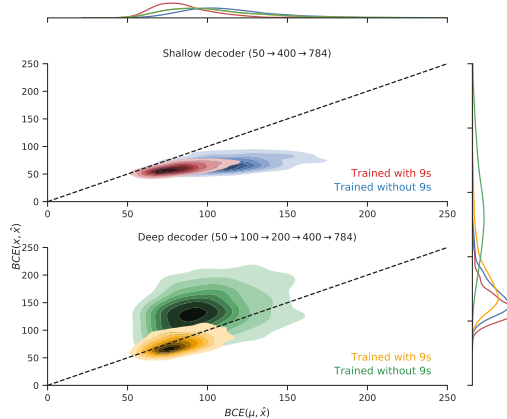 Shallow decoder (50→400→784)
250
200
150
100
50
0
0 50 100 150 200 250
Trained with 9s
Trained without 9s
BCE(x, x̂)
Deep decoder (50→100→200→400→784)
250
200
150
100
50
0
Trained with 9s
Trained without 9s
0 50 100 150 200 250
BCE(μ, x̂)